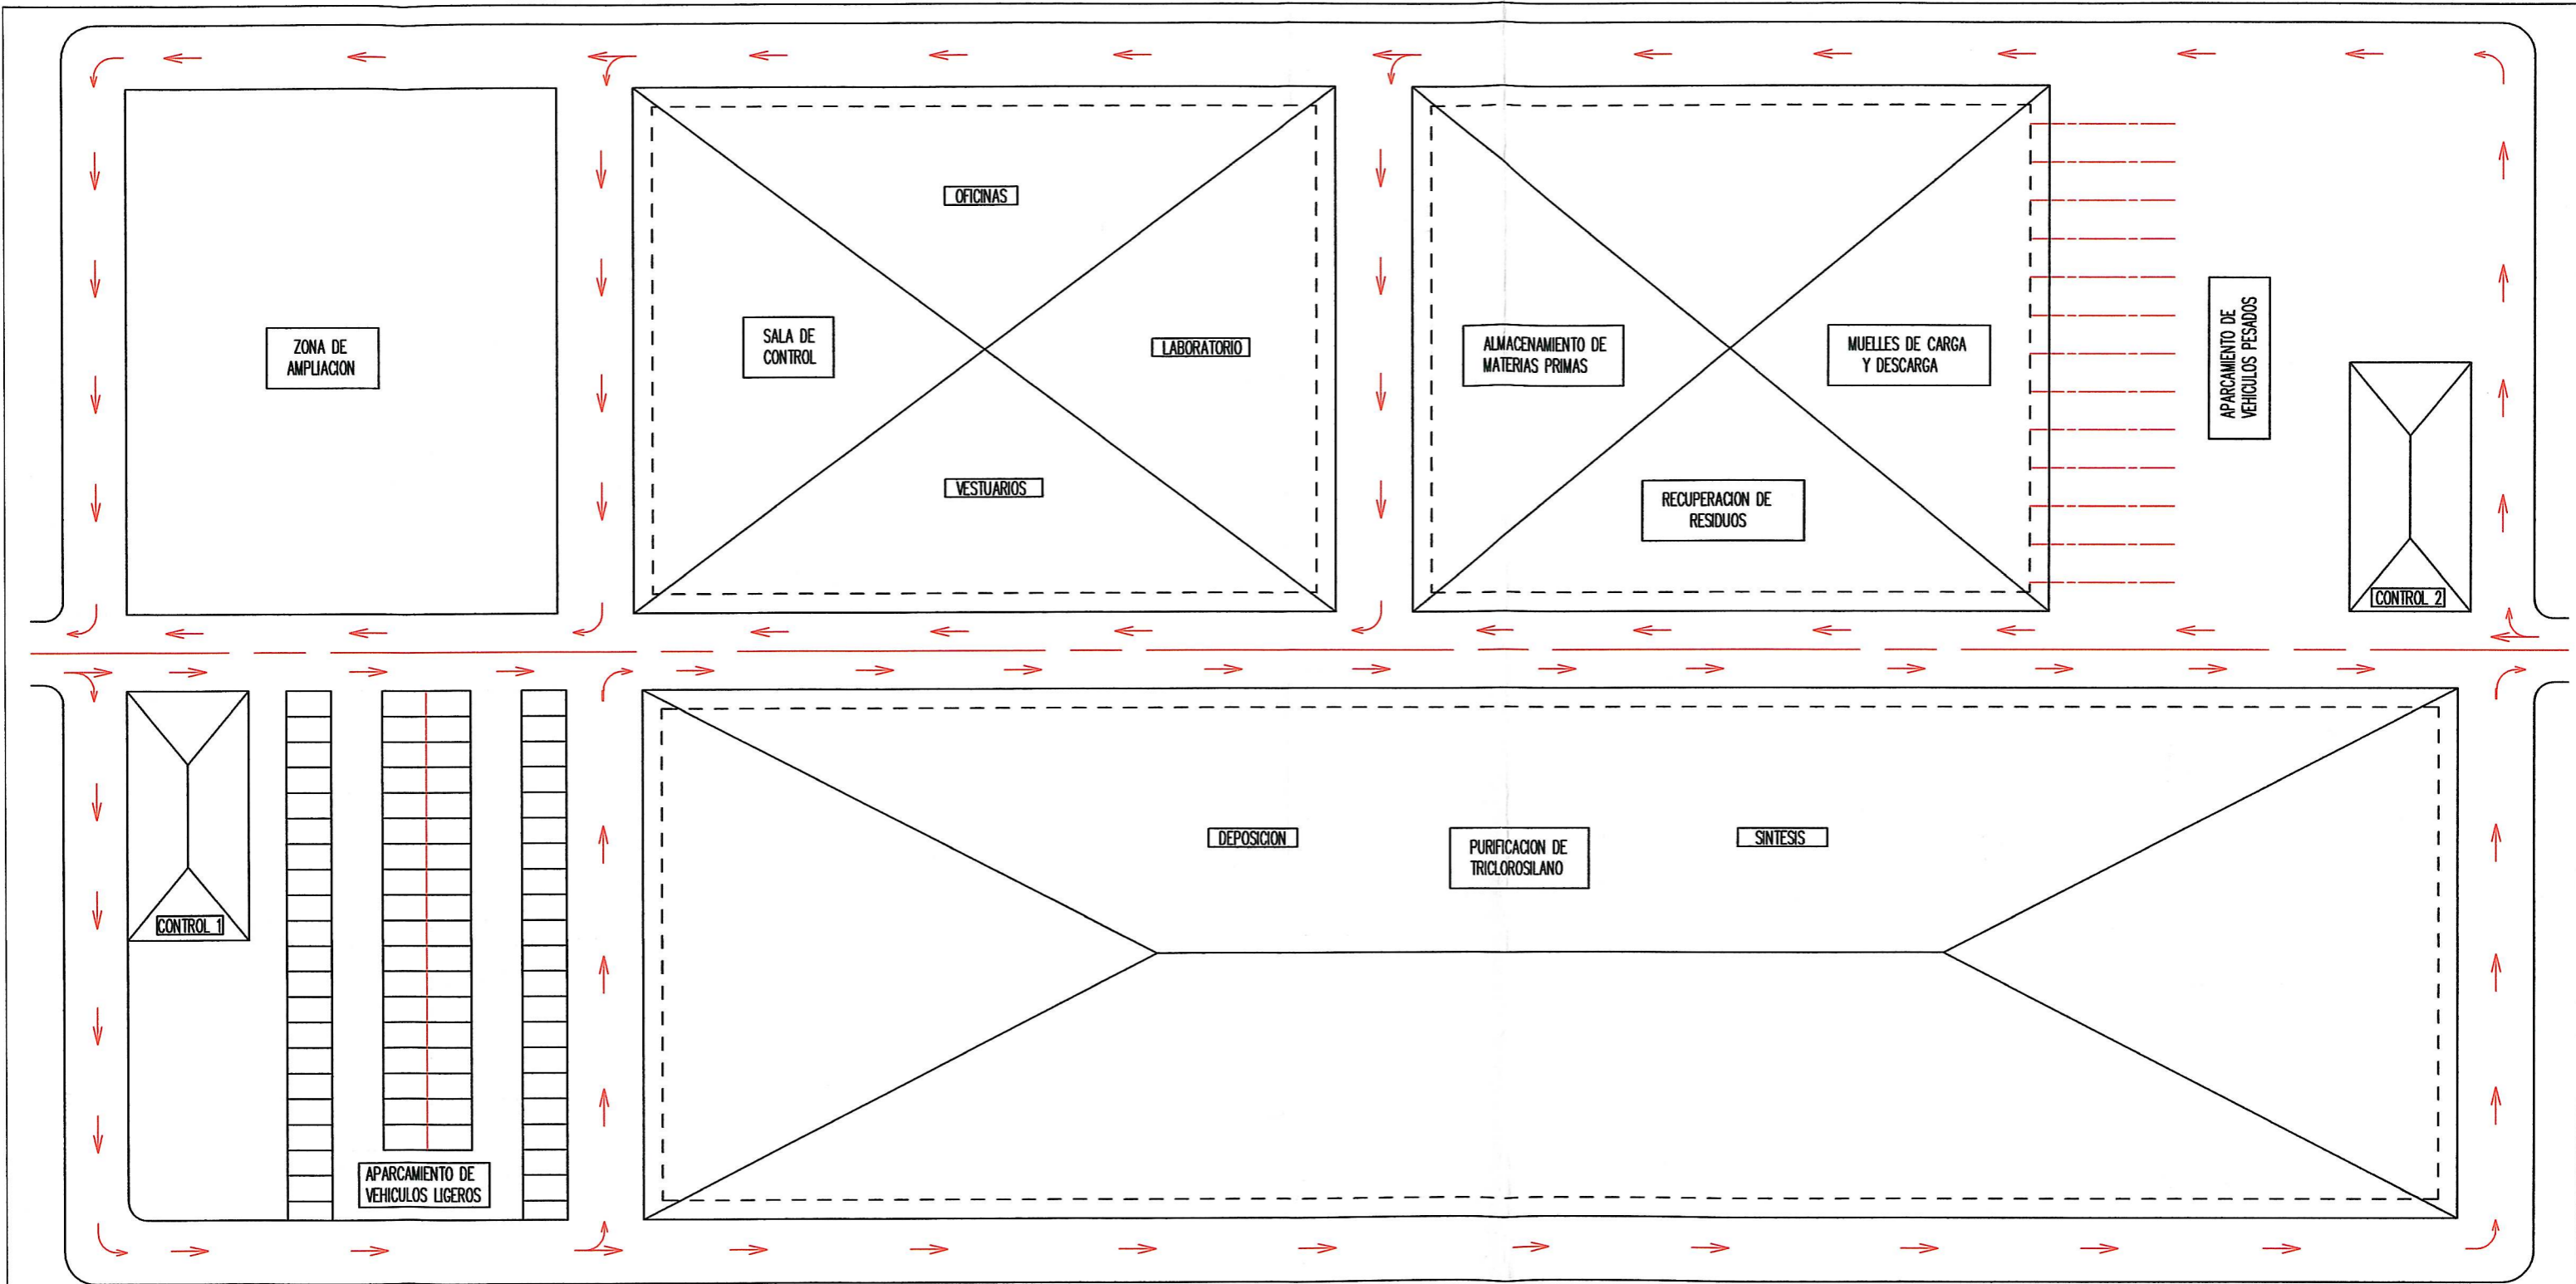 OFICINAS
ZONA DE
AMPLIACION
SALA DE
CONTROL
LABORATORIO
VESTUARIOS
ALMACENAMIENTO DE
MATERIAS PRIMAS
MUELLES DE CARGA
Y DESCARGA
RECUPERACION DE
RESIDUOS
APARCAMIENTO DE
VEHICULOS PESADOS
CONTROL 2
CONTROL 1
APARCAMIENTO DE
VEHICULOS LIGEROS
DEPOSICION
PURIFICACION DE
TRICLOROSILANO
SINTESIS